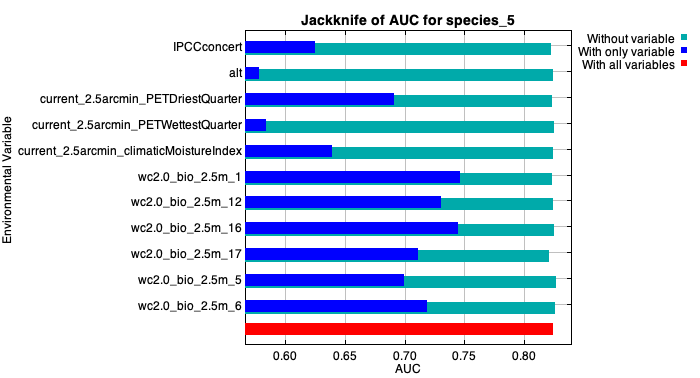 Jackknife of AUC for species_5
Without variable
With only variable
With all variables
Environmental Variable
IPCCconcert
alt
current_2.5arcmin_PETDriestQuarter
current_2.5arcmin_PETWettestQuarter
current_2.5arcmin_climaticMoistureIndex
wc2.0_bio_2.5m_1
wc2.0_bio_2.5m_12
wc2.0_bio_2.5m_16
wc2.0_bio_2.5m_17
wc2.0_bio_2.5m_5
wc2.0_bio_2.5m_6
0.60 0.65 0.70 0.75 0.80
AUC